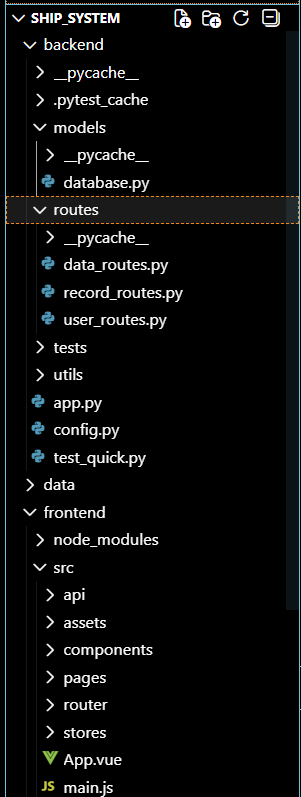 SHIP_SYSTEM
backend
__pycache__
.pytest_cache
models
__pycache__
database.py
routes
__pycache__
data_routes.py
record_routes.py
user_routes.py
tests
utils
app.py
config.py
test_quick.py
data
frontend
node_modules
src
api
assets
components
pages
router
stores
App.vue
JS main.js